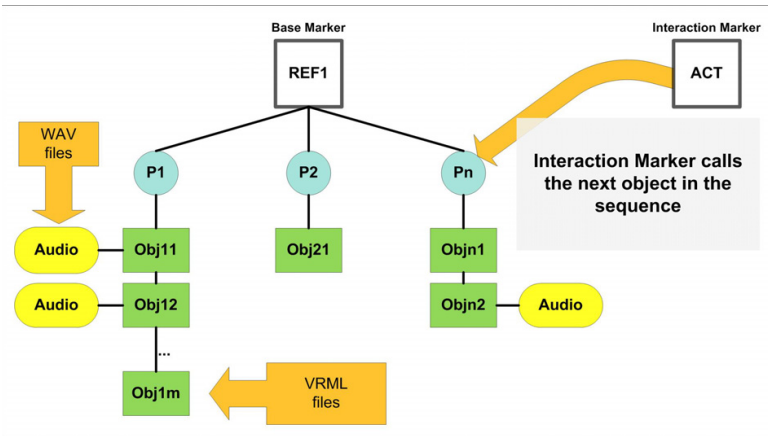 Base Marker
Interaction Marker
REF1
ACT
WAV
files
P1
P2
Pn
Interaction Marker calls
the next object in the
sequence
Audio
Obj11
Obj21
Objn1
Audio
Obj12
Objn2
Audio
...
Obj1m
VRML
files